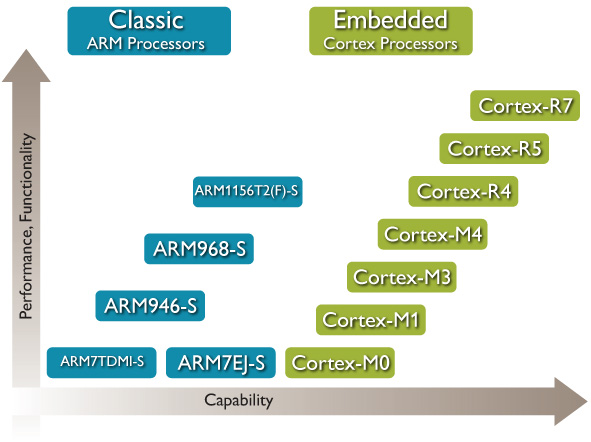 Classic
ARM Processors
Embedded
Cortex Processors
Performance, Functionality
Cortex-R7
Cortex-R5
ARM1156T2(F)-S
Cortex-R4
ARM968-S
Cortex-M4
Cortex-M3
ARM946-S
Cortex-M1
ARM7TDMI-S
ARM7EJ-S
Cortex-M0
Capability